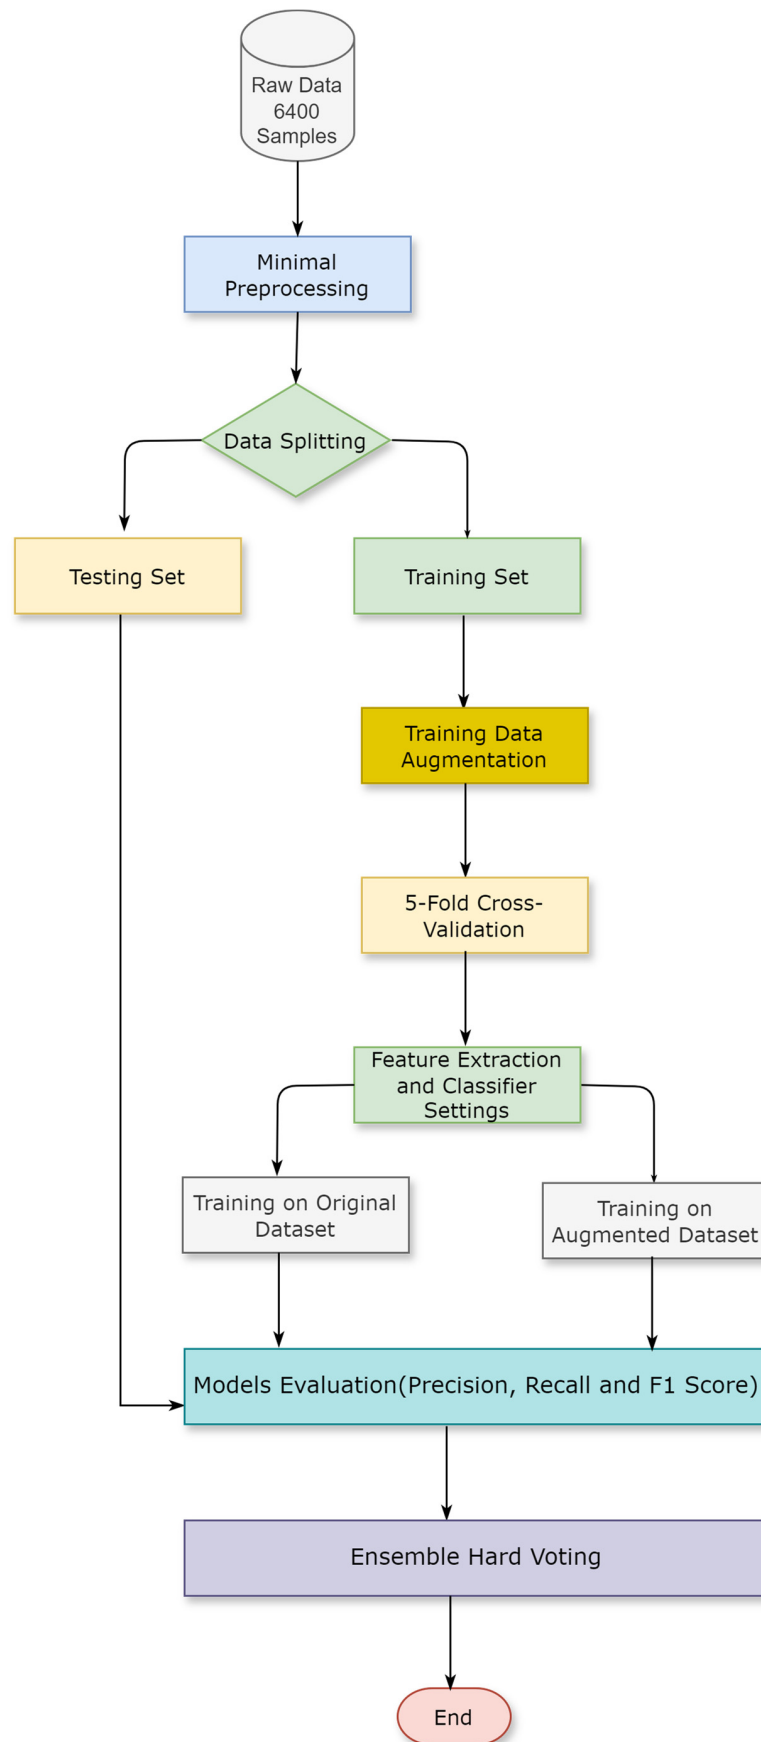 Raw Data
6400
Samples
Minimal
Preprocessing
Data Splitting
Testing Set
Training Set
Training Data
Augmentation
5-Fold Cross-
Validation
Feature Extraction
and Classifier
Settings
Training on Original
Dataset
Training on
Augmented Dataset
Models Evaluation(Precision, Recall and F1 Score)
Ensemble Hard Voting
End